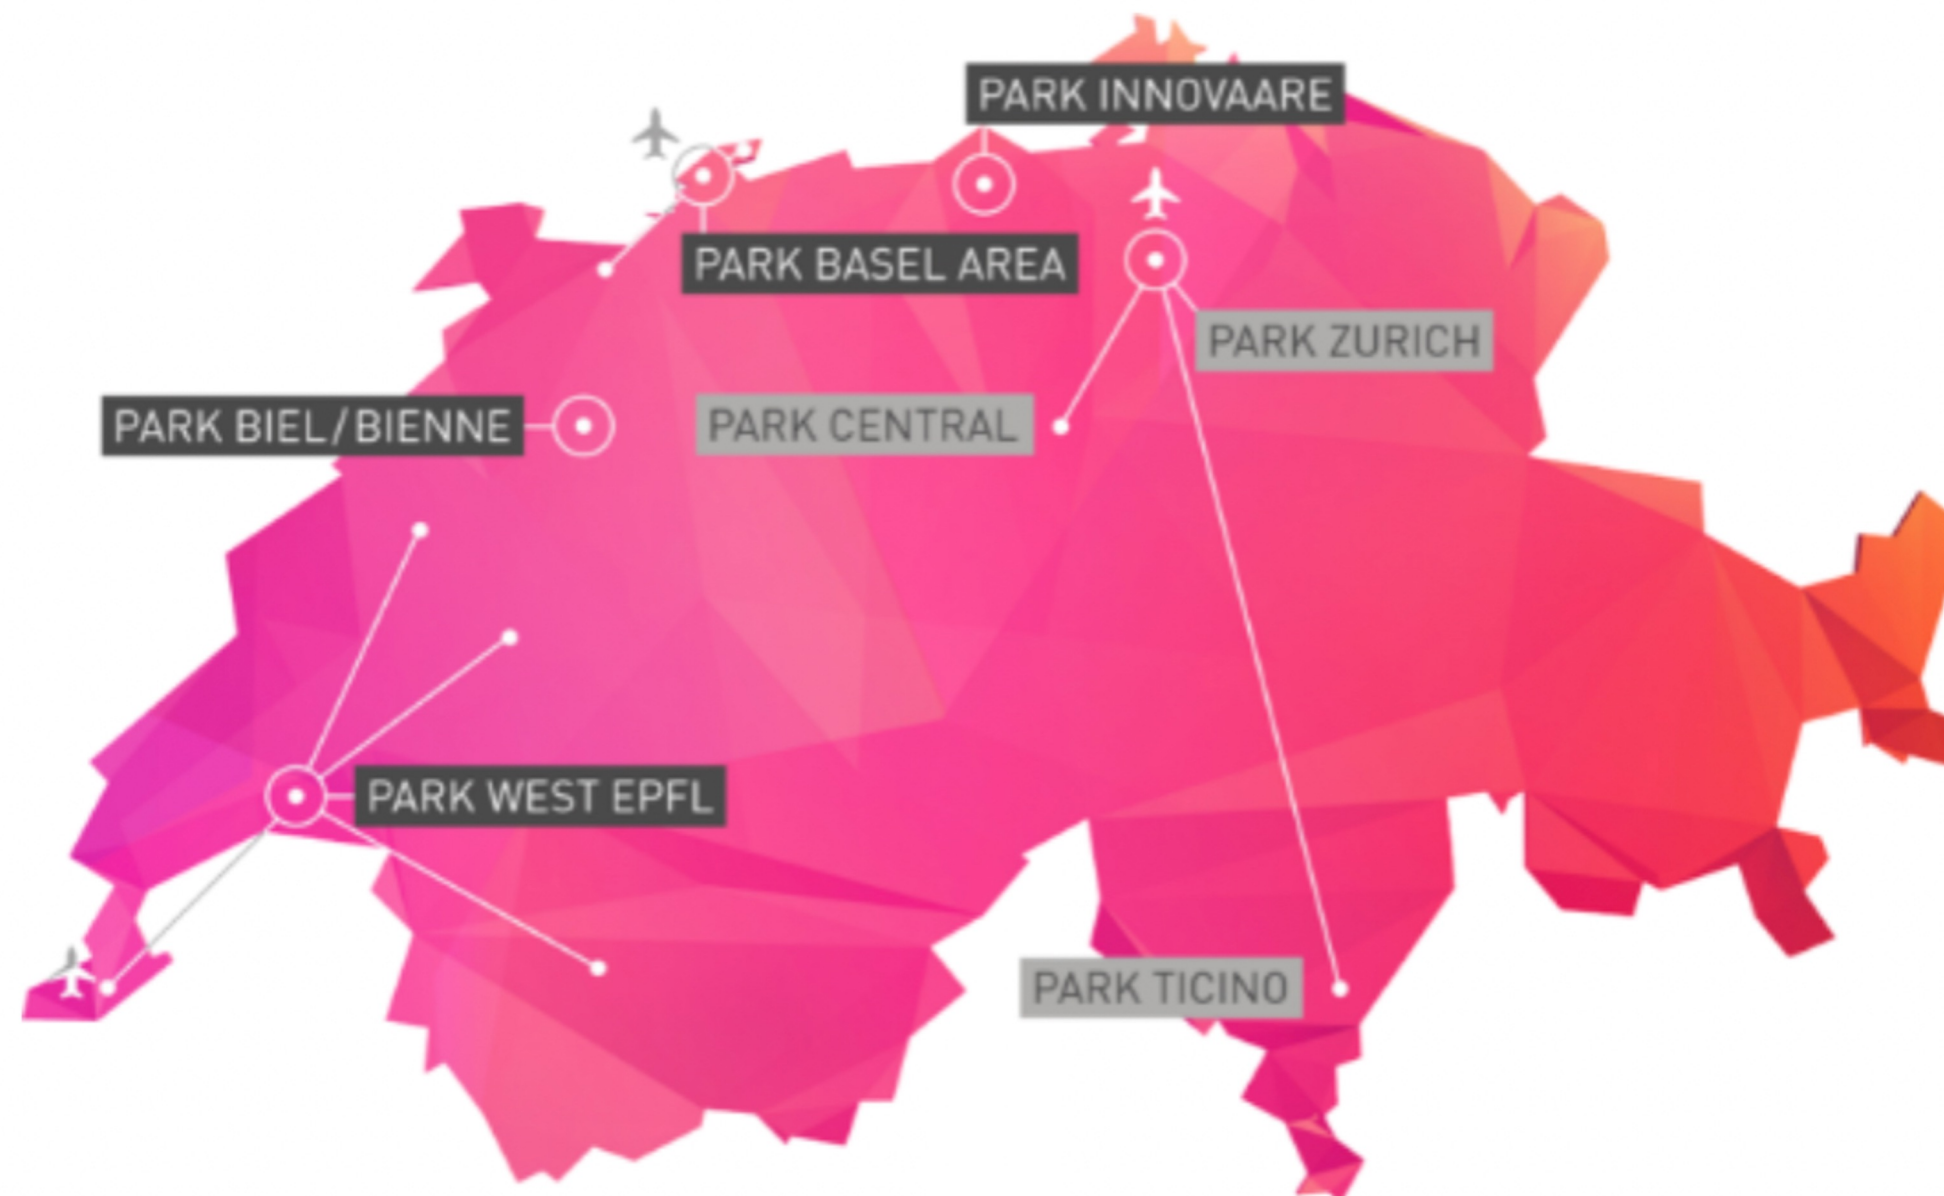 PARK INNOVAARE
PARK BASEL AREA
PARK ZURICH
PARK BIEL/BIENNE
PARK CENTRAL
PARK WEST EPFL
PARK TICINO